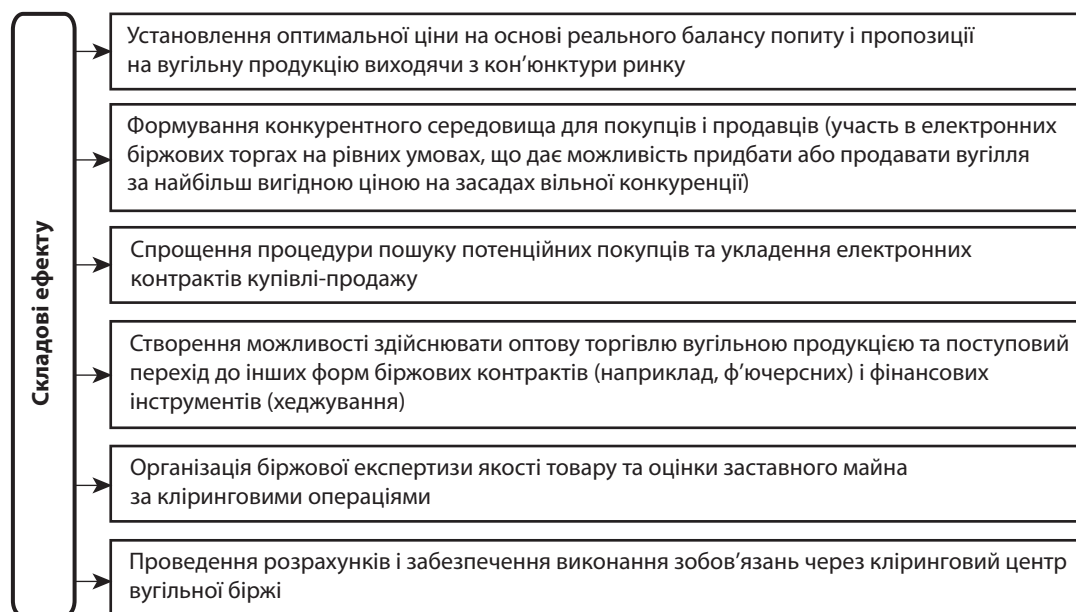 Складові ефекту
Установлення оптимальної ціни на основі реального балансу попиту і пропозиції
на вугільну продукцію виходячи з кон'юнктури ринку
Формування конкурентного середовища для покупців і продавців (участь в електронних
біржових торгах на рівних умовах, що дає можливість придбати або продавати вугілля
за найбільш вигідною ціною на засадах вільної конкуренції)
Спрощення процедури пошуку потенційних покупців та укладення електронних
контрактів купівлі-продажу
Створення можливості здійснювати оптову торгівлю вугільною продукцією та поступовий
перехід до інших форм біржових контрактів (наприклад, ф'ючерсних) і фінансових
інструментів (хеджування)
Організація біржової експертизи якості товару та оцінки заставного майна
за кліринговими операціями
Проведення розрахунків і забезпечення виконання зобов'язань через кліринговий центр
вугільної біржі